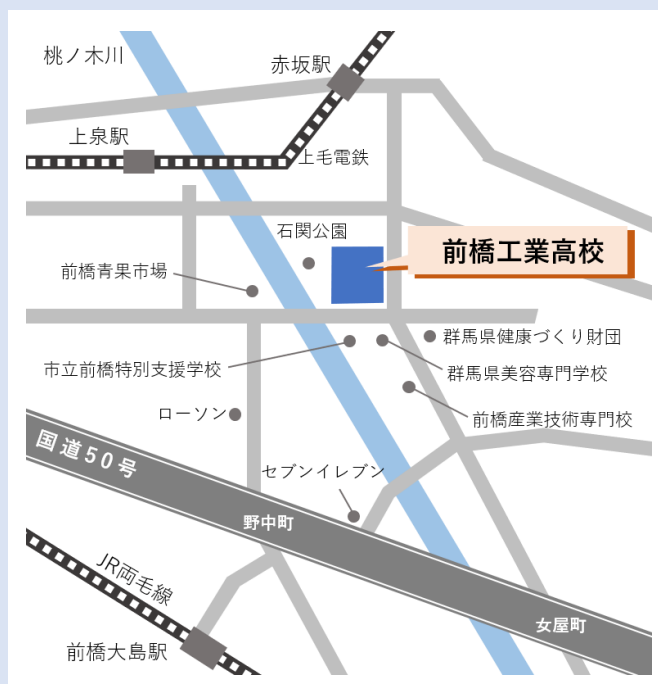 桃ノ木川
赤坂駅
上泉駅
上毛電鉄
石関公園
前橋工業高校
前橋青果市場
群馬県健康づくり財団
市立前橋特別支援学校
群馬県美容専門学校
ローソン
前橋産業技術専門校
国道50号
セブンイレブン
野中町
JR両毛線
女屋町
前橋大島駅